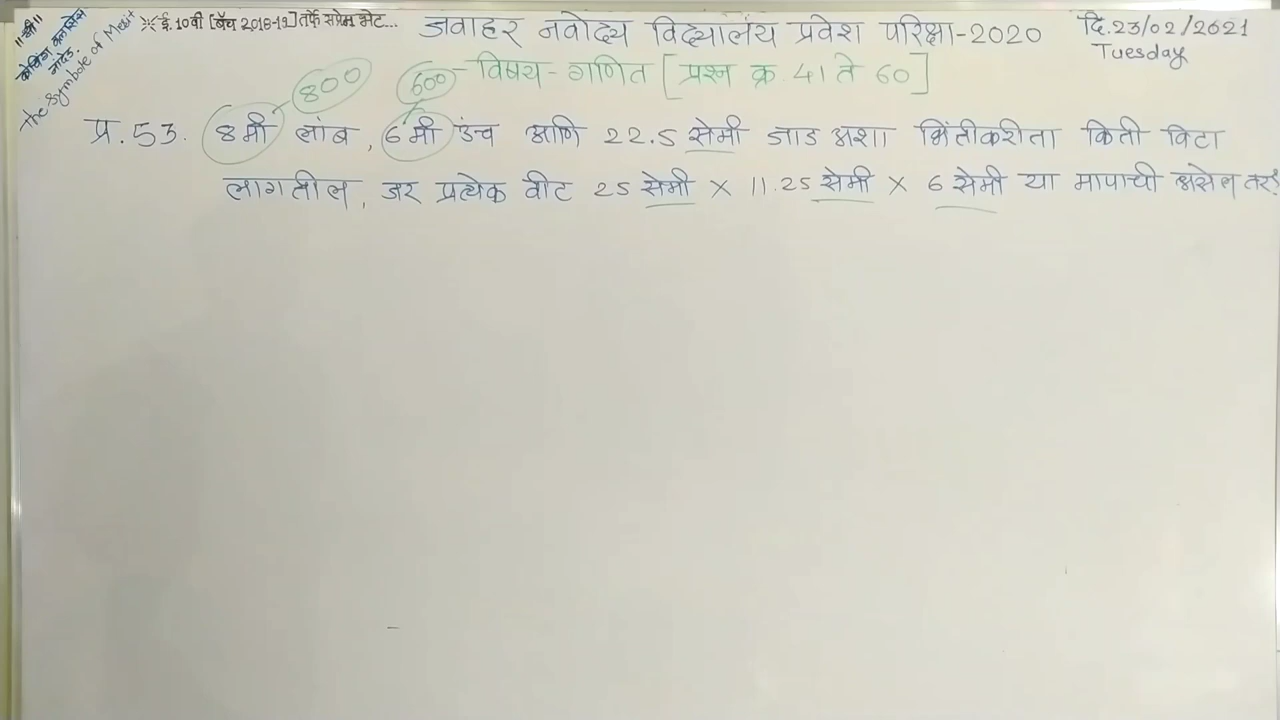 ॥ श्री ॥
कोचिंग क्लासेस
नांदेड.
The Symbole of Merit
※ ई. 10वी [बॅच 2018-19] तर्फे सप्रेम भेट...
जवाहर नवोदय विद्यालय प्रवेश परिक्षा-2020
दि.23/02/2021
Tuesday
विषय- गणित [प्रश्न क्र 41 ते 60]
800
600
प्र. 53. 8मी लांब, 6 मी उंच आणि 22.5 सेमी जाड अशा भिंतीकरीता किती विटा
लागतील, जर प्रत्येक वीट 25 सेमी × 11.25 सेमी × 6 सेमी या मापाची असेल तर?